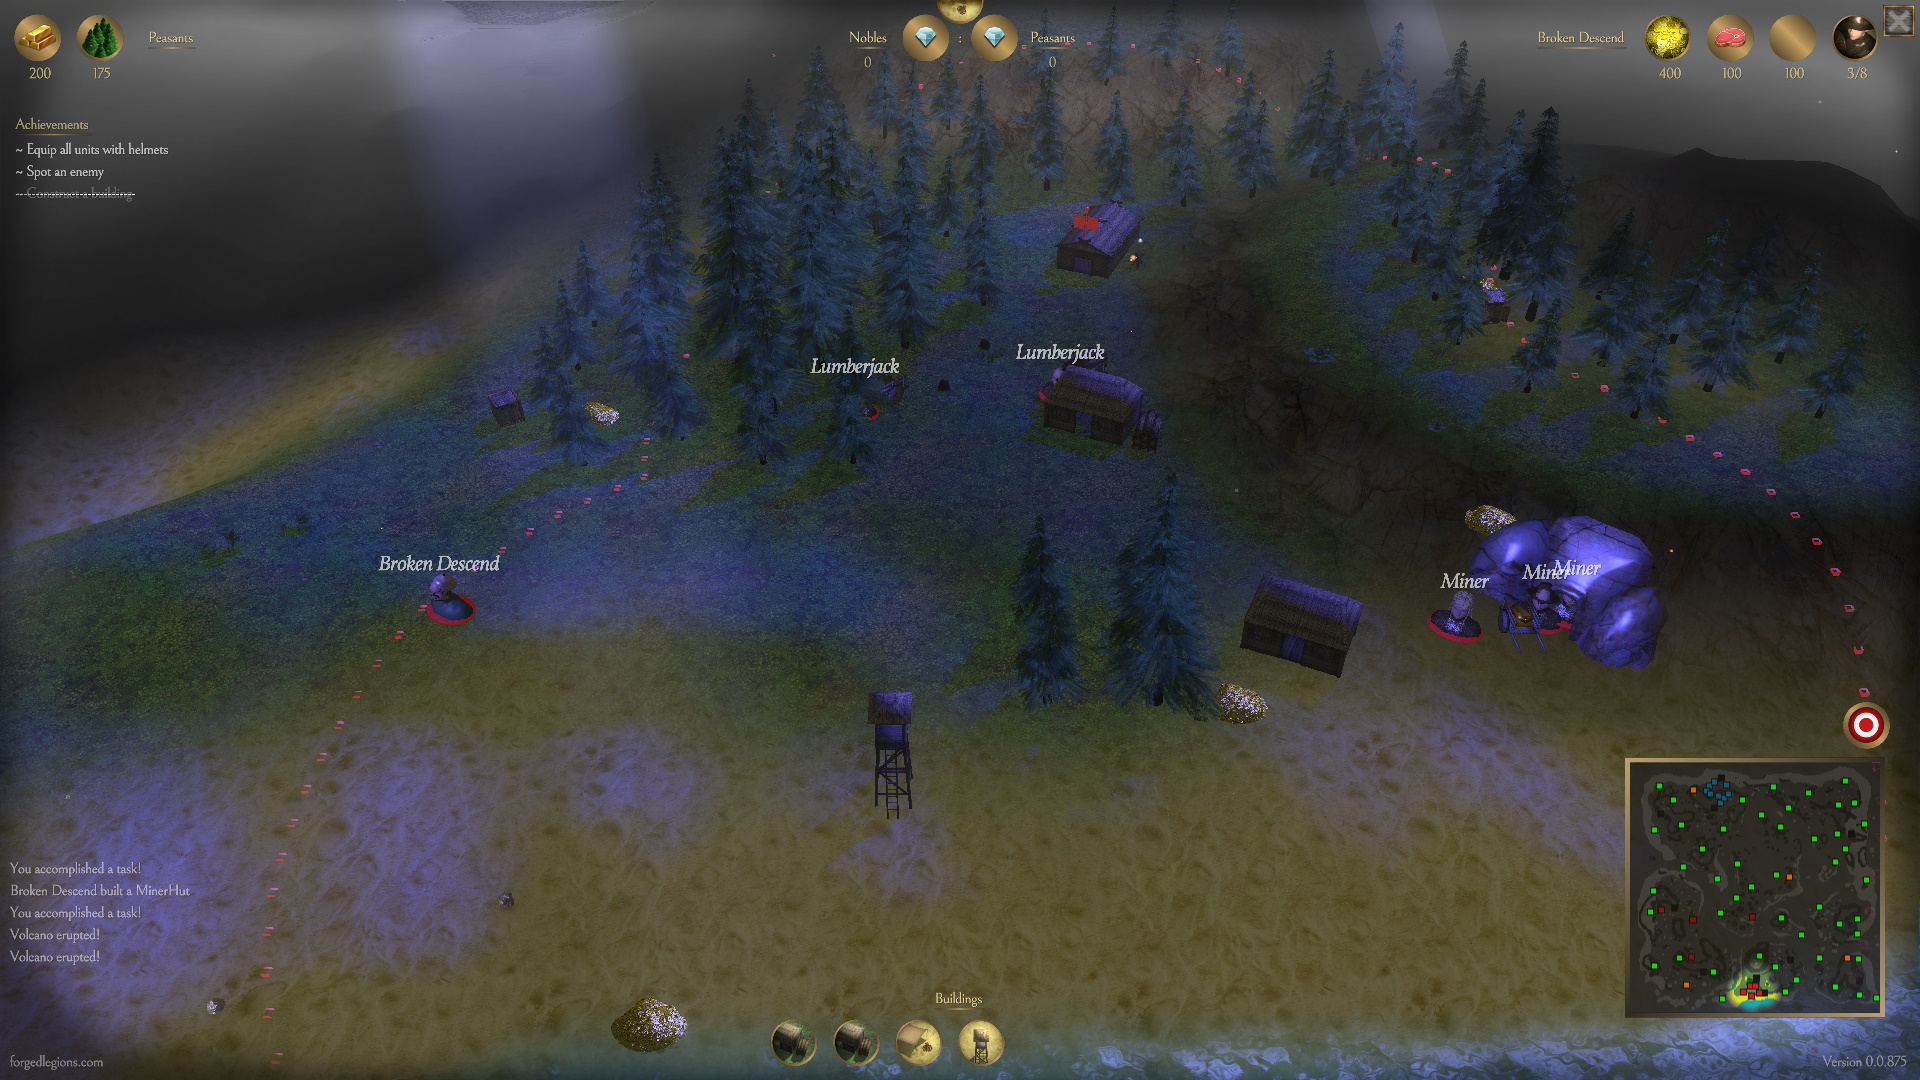 Peasants
200
175
Nobles
:
Peasants
0
0
Broken Descend
400
100
100
3/8
Achievements
~ Equip all units with helmets
~ Spot an enemy
~ Construct a building
Lumberjack
Lumberjack
Broken Descend
Miner
Miner
Miner
You accomplished a task!
Broken Descend built a MinerHut
You accomplished a task!
Volcano erupted!
Volcano erupted!
Buildings
forgedlegions.com
Version 0.0.875